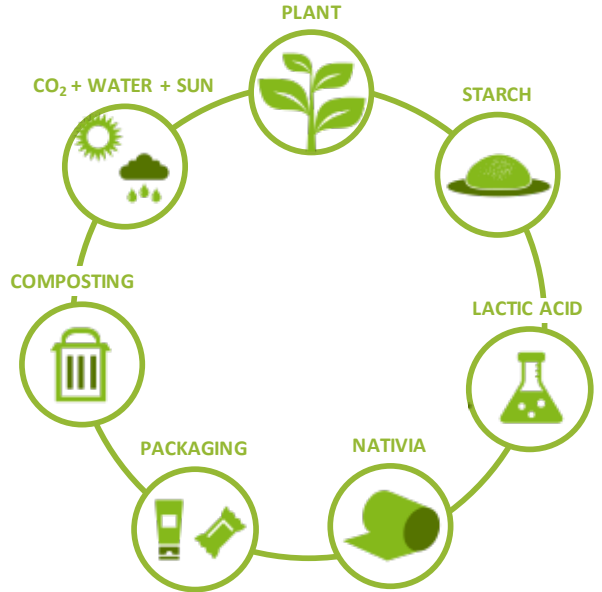 PLANT
CO₂ + WATER + SUN
STARCH
COMPOSTING
LACTIC ACID
PACKAGING
NATIVIA